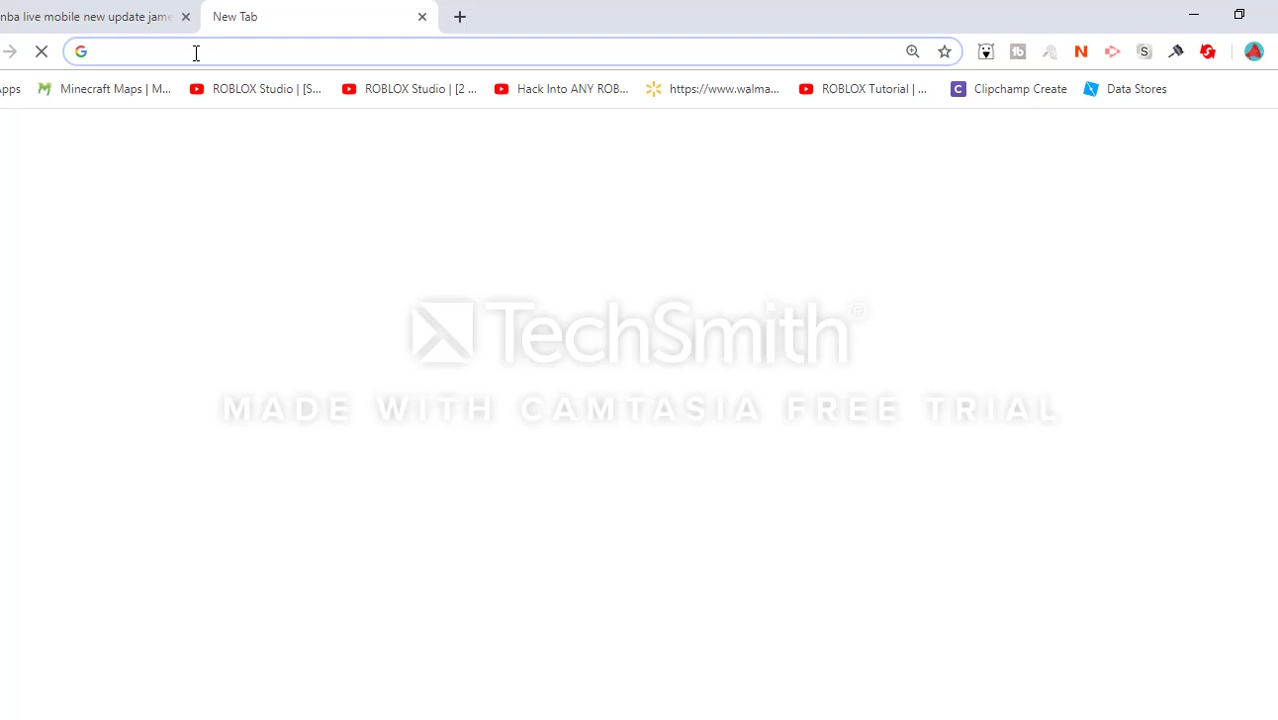 nba live mobile new update jame
New Tab
Apps
Minecraft Maps | M...
ROBLOX Studio | [S...
ROBLOX Studio | [2 ...
Hack Into ANY ROB...
https://www.walma...
ROBLOX Tutorial | ...
Clipchamp Create
Data Stores
TechSmith®
MADE WITH CAMTASIA FREE TRIAL